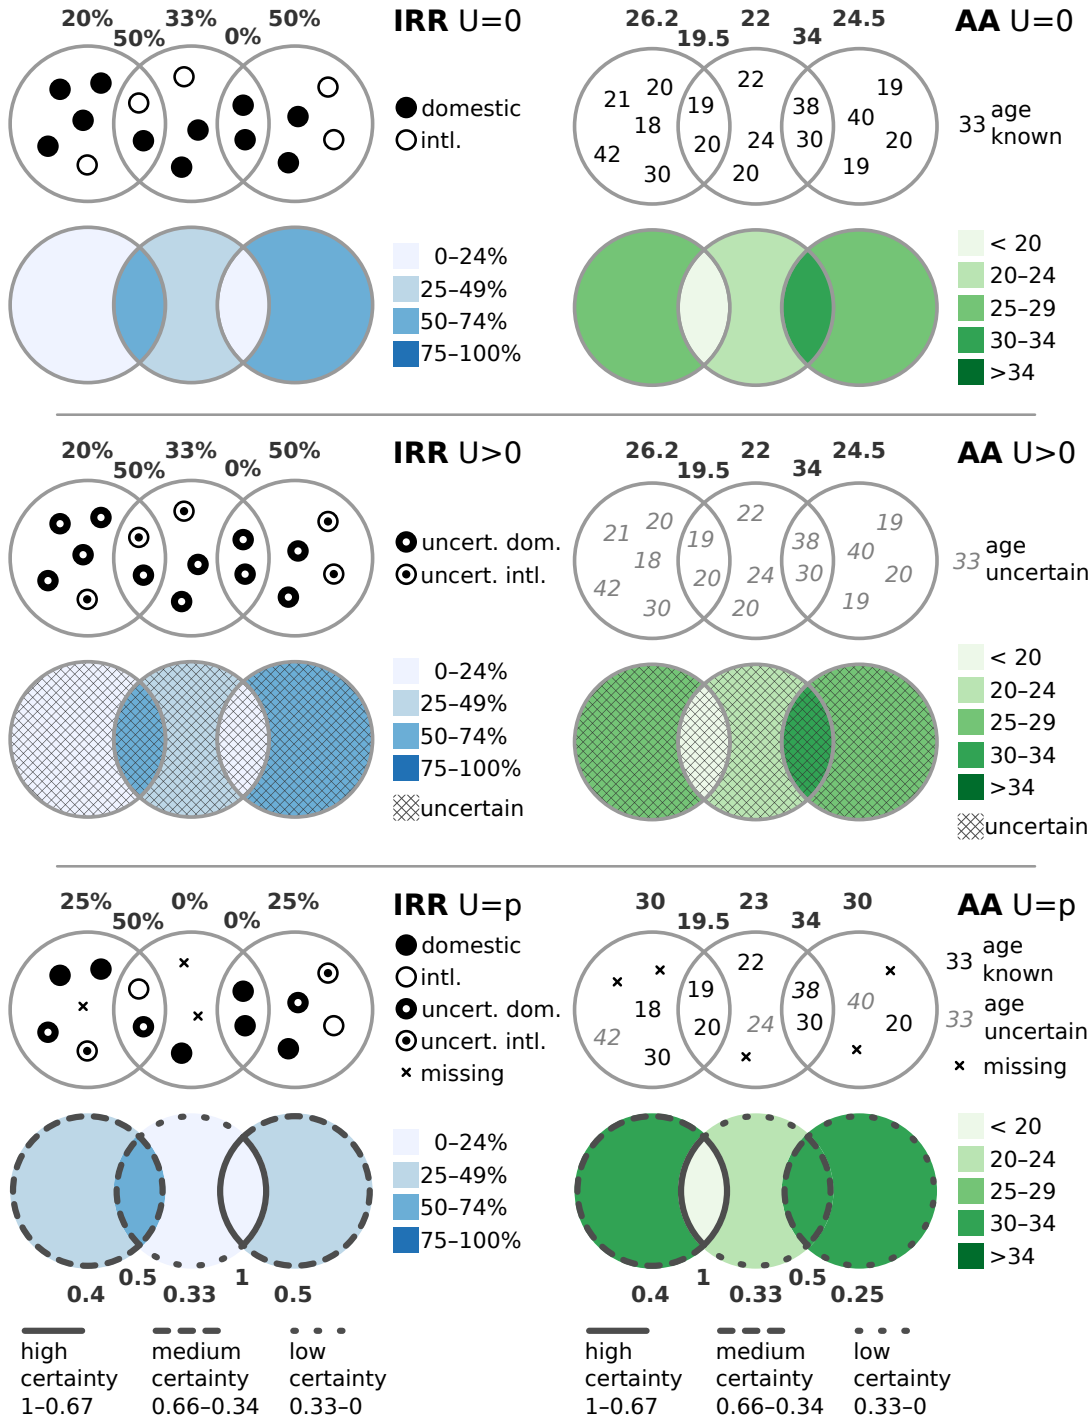 20% 33% 50%
50% 0%
IRR U=0
domestic
intl.
0–24%
25–49%
50–74%
75–100%
26.2 22 24.5
19.5 34
AA U=0
21 20 19 22 38 19
18 40
42 20 24 30 20
30 20 19
33 age known
< 20
20–24
25–29
30–34
>34
20% 33% 50%
50% 0%
IRR U>0
uncert. dom.
uncert. intl.
0–24%
25–49%
50–74%
75–100%
uncertain
26.2 22 24.5
19.5 34
AA U>0
21 20 19 22 38 19
18 40
42 20 24 30 20
30 20 19
33 age uncertain
< 20
20–24
25–29
30–34
>34
uncertain
25% 0% 25%
50% 0%
IRR U=p
domestic
intl.
uncert. dom.
uncert. intl.
missing
0–24%
25–49%
50–74%
75–100%
0.5 1
0.4 0.33 0.5
high certainty 1–0.67
medium certainty 0.66–0.34
low certainty 0.33–0
30 23 30
19.5 34
AA U=p
22
18 19 38 40
42 20 24 30 20
30
33 age known
33 age uncertain
missing
< 20
20–24
25–29
30–34
>34
1 0.5
0.4 0.33 0.25
high certainty 1–0.67
medium certainty 0.66–0.34
low certainty 0.33–0